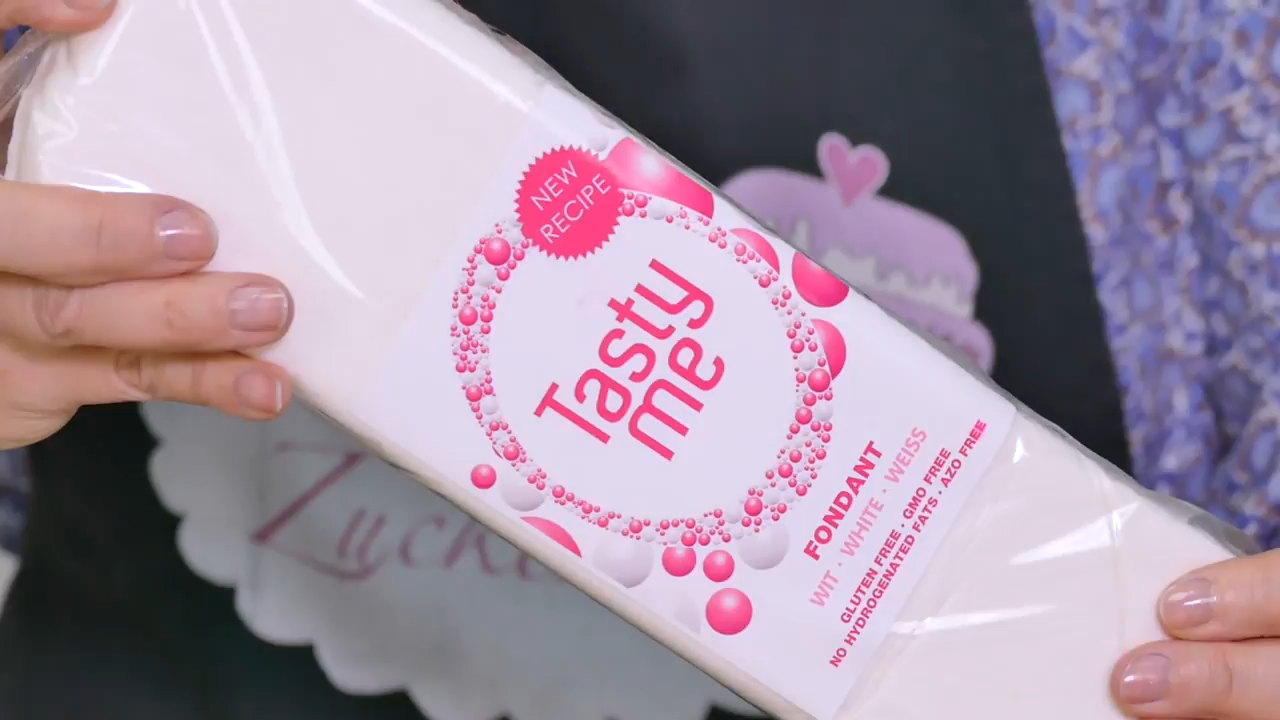 NEW
RECIPE
Tasty
me
FONDANT
WIT · WHITE · WEISS
GLUTEN FREE · GMO FREE
NO HYDROGENATED FATS · AZO FREE